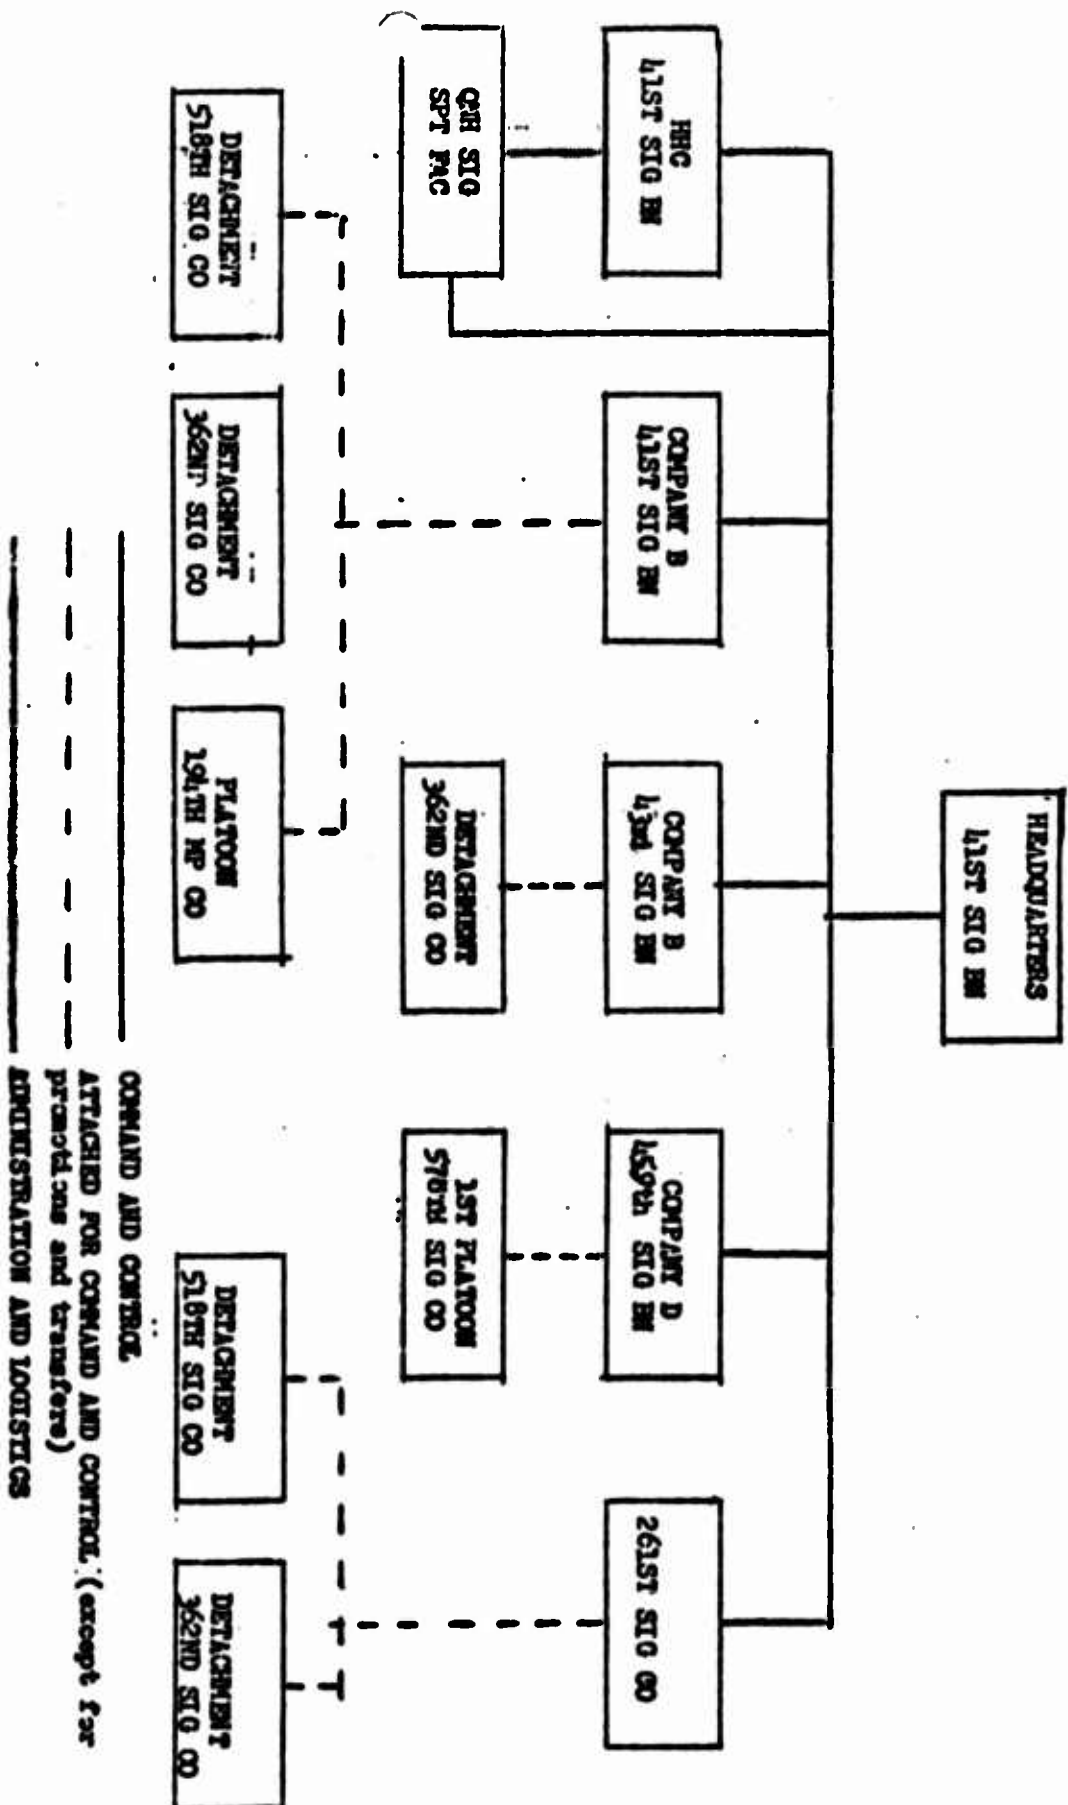 HEADQUARTERS
41ST SIG BN
HHC
41ST SIG BN
COMPANY B
41ST SIG BN
COMPANY B
43rd SIG BN
COMPANY D
459th SIG BN
261ST SIG CO
QNH SIG
SPT FAC
DETACHMENT
362ND SIG CO
1ST PLATOON
578TH SIG CO
DETACHMENT
518TH SIG CO
DETACHMENT
362ND SIG CO
PLATOON
194TH MP CO
DETACHMENT
518TH SIG CO
DETACHMENT
362ND SIG CO
COMMAND AND CONTROL
ATTACHED FOR COMMAND AND CONTROL (except for
promotions and transfers)
ADMINISTRATION AND LOGISTICS